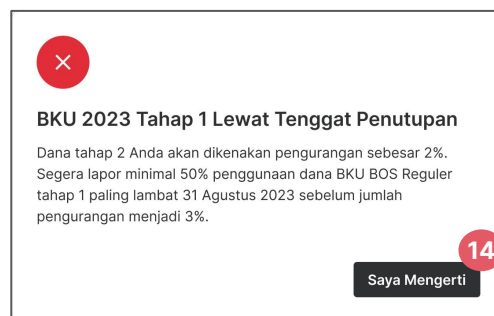 BKU 2023 Tahap 1 Lewat Tenggat Penutupan
Dana tahap 2 Anda akan dikenakan pengurangan sebesar 2%.
Segera lapor minimal 50% penggunaan dana BKU BOS Reguler
tahap 1 paling lambat 31 Agustus 2023 sebelum jumlah
pengurangan menjadi 3%.
14
Saya Mengerti